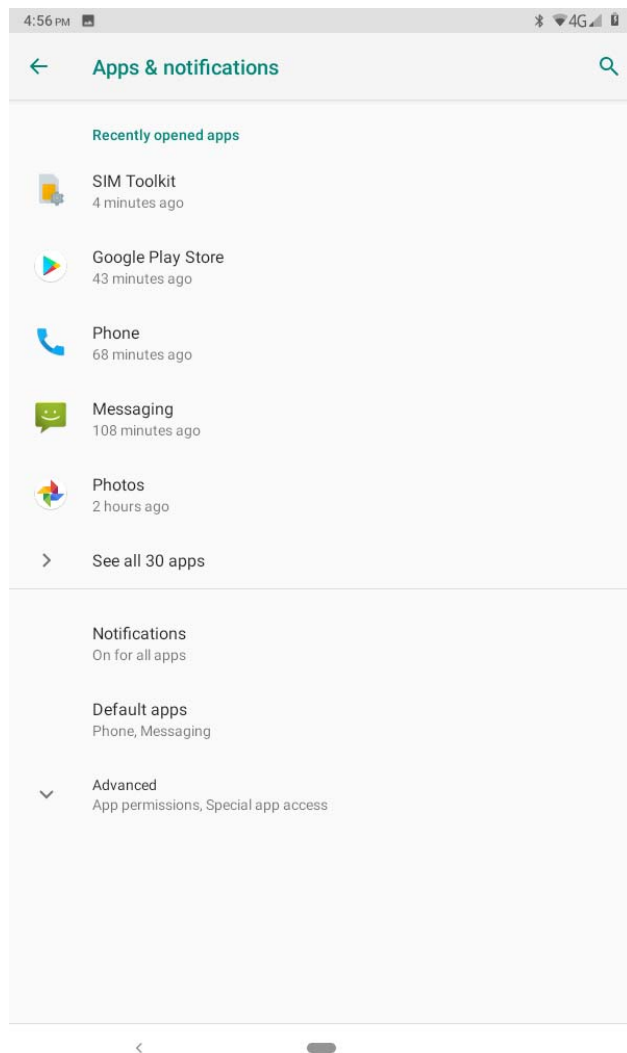 4:56 PM 4G
Apps & notifications
Recently opened apps
SIM Toolkit
4 minutes ago
Google Play Store
43 minutes ago
Phone
68 minutes ago
Messaging
108 minutes ago
Photos
2 hours ago
See all 30 apps
Notifications
On for all apps
Default apps
Phone, Messaging
Advanced
App permissions, Special app access